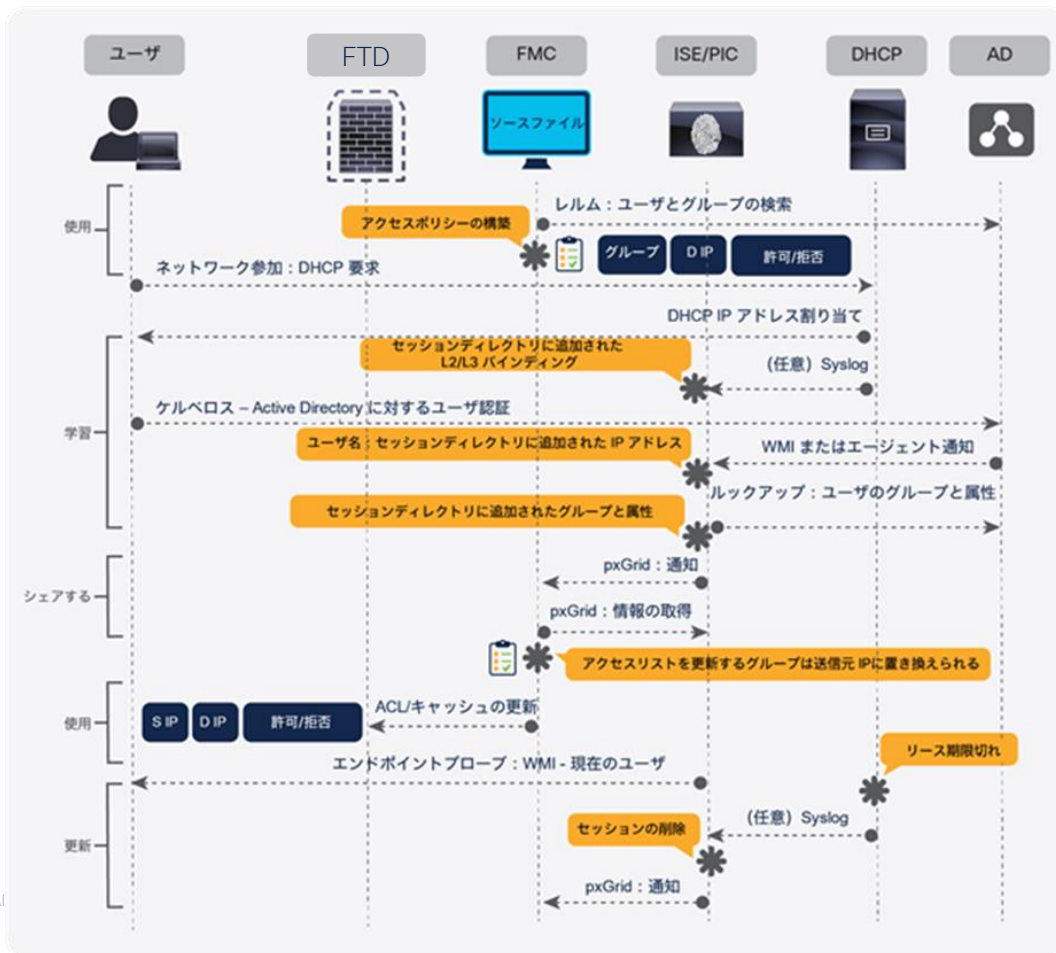 ユーザ
FTD
FMC
ISE/PIC
DHCP
AD
ソースファイル
使用
アクセスポリシーの構築
レルム：ユーザとグループの検索
グループ
D IP
許可/拒否
ネットワーク参加：DHCP 要求
DHCP IP アドレス割り当て
学習
セッションディレクトリに追加された
L2/L3 バインディング
（任意）Syslog
ケルベロス – Active Directory に対するユーザ認証
ユーザ名：セッションディレクトリに追加された IP アドレス
WMI またはエージェント通知
ルックアップ：ユーザのグループと属性
セッションディレクトリに追加されたグループと属性
シェアする
pxGrid：通知
pxGrid：情報の取得
アクセスリストを更新するグループは送信元 IPに置き換えられる
使用
S IP
D IP
許可/拒否
ACL/キャッシュの更新
リース期限切れ
エンドポイントプローブ：WMI - 現在のユーザ
更新
（任意）Syslog
セッションの削除
pxGrid：通知